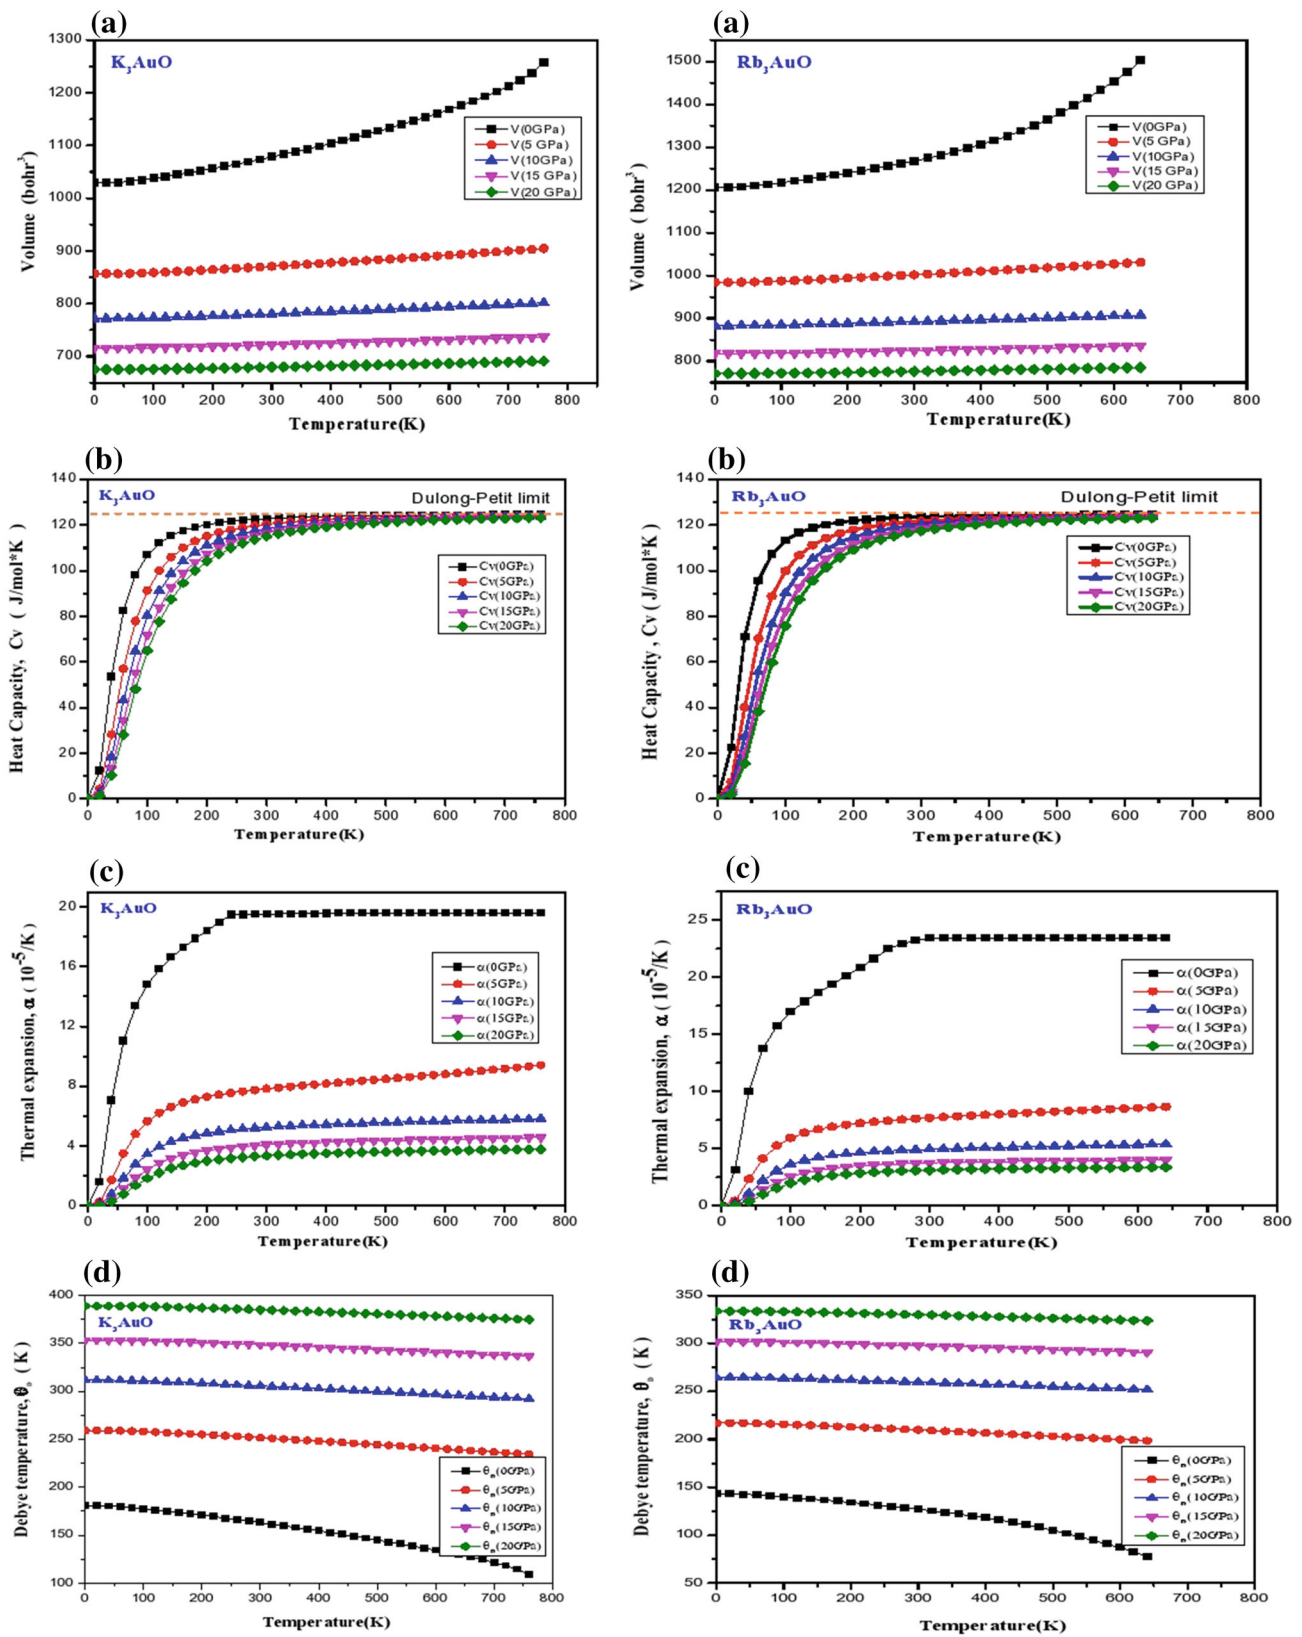 (a)
K3AuO
Volume (bohr³)
1300
1200
1100
1000
900
800
700
V(0GPa)
V(5 GPa)
V(10GPa)
V(15 GPa)
V(20 GPa)
0 100 200 300 400 500 600 700 800
Temperature(K)
(a)
Rb3AuO
Volume ( bohr³)
1500
1400
1300
1200
1100
1000
900
800
V(0GPa)
V(5 GPa)
V(10GPa)
V(15 GPa)
V(20 GPa)
0 100 200 300 400 500 600 700 800
Temperature(K)
(b)
K3AuO
Dulong-Petit limit
Heat Capacity, Cv ( J/mol*K)
140
120
100
80
60
40
20
0
Cv(0GPa)
Cv(5GPa)
Cv(10GPa)
Cv(15GPa)
Cv(20GPa)
0 100 200 300 400 500 600 700 800
Temperature(K)
(b)
Rb3AuO
Dulong-Petit limit
Heat Capacity , Cv ( J/mol*K)
140
120
100
80
60
40
20
0
Cv(0GPa)
Cv(5GPa)
Cv(10GPa)
Cv(15GPa)
Cv(20GPa)
0 100 200 300 400 500 600 700 800
Temperature(K)
(c)
K3AuO
Thermal expansion, α ( 10⁻⁵/K)
20
16
12
8
4
0
α(0GPa)
α(5GPa)
α(10GPa)
α(15GPa)
α(20GPa)
0 100 200 300 400 500 600 700 800
Temperature(K)
(c)
Rb3AuO
Thermal expansion, α ( 10⁻⁵/K)
25
20
15
10
5
0
α(0GPa)
α(5GPa)
α(10GPa)
α(15GPa)
α(20GPa)
0 100 200 300 400 500 600 700 800
Temperature(K)
(d)
K3AuO
Debye temperature, θD ( K)
400
350
300
250
200
150
100
θD(0GPa)
θD(5GPa)
θD(10GPa)
θD(15GPa)
θD(20GPa)
0 100 200 300 400 500 600 700 800
Temperature(K)
(d)
Rb3AuO
Debye temperature, θD ( K)
350
300
250
200
150
100
50
θD(0GPa)
θD(5GPa)
θD(10GPa)
θD(15GPa)
θD(20GPa)
0 100 200 300 400 500 600 700 800
Temperature(K)